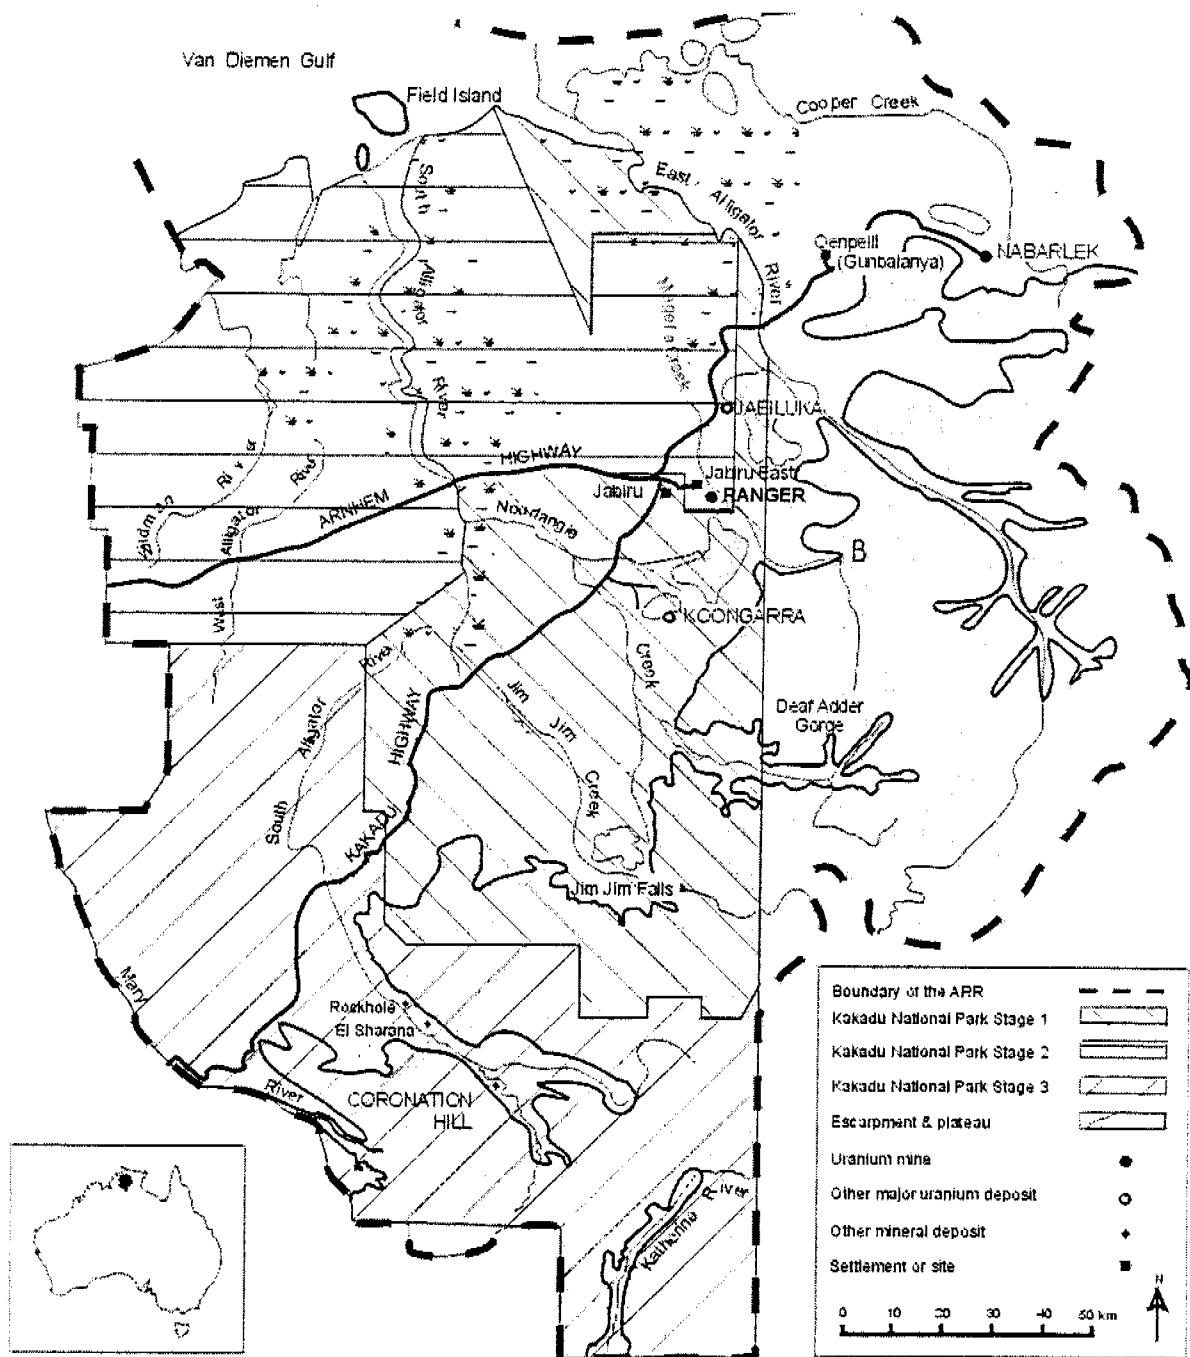 Van Diemen Gulf
Field Island
Cooper Creek
South
Alligator
River
East
Alligator
River
Oenpelli
(Gunbalanya)
NABARLEK
Magela Creek
JABILUKA
HIGHWAY
ARNHEM
Jabiru East
Jabiru
RANGER
Wildman
River
West
Alligator
River
Nourlangie
Creek
B
KOONGARRA
River
Alligator
South
Jim
Jim
Creek
Deaf Adder
Gorge
HIGHWAY
KAKADU
Jim Jim Falls
Mary
River
Rockhole
El Sharana
CORONATION
HILL
Katherine
River
Boundary of the ARR
Kakadu National Park Stage 1
Kakadu National Park Stage 2
Kakadu National Park Stage 3
Escarpment & plateau
Uranium mine
Other major uranium deposit
Other mineral deposit
Settlement or site
N
0 10 20 30 40 50 km